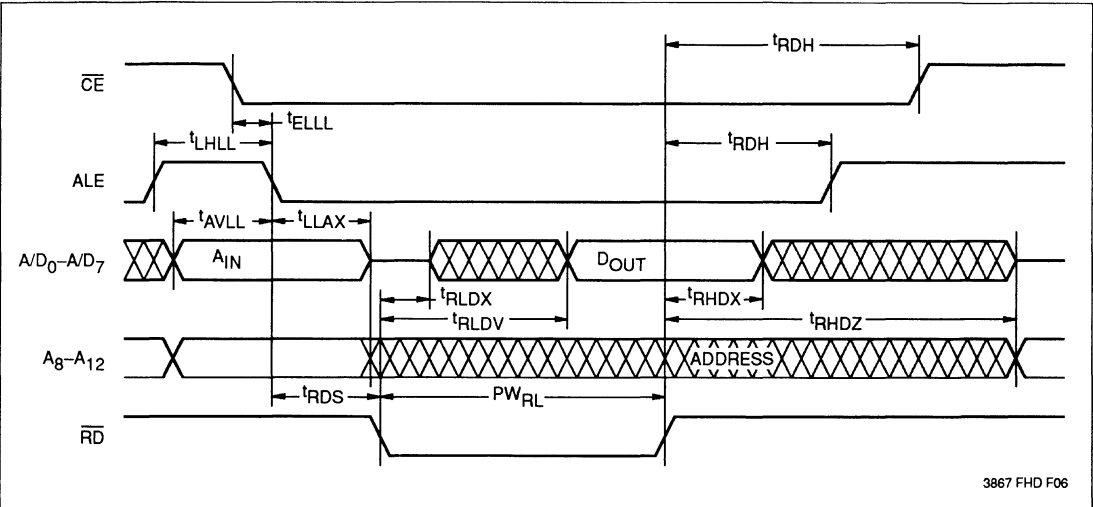 tRDH
CE
tELLL
tLHLL
tRDH
ALE
tAVLL
tLLAX
A/D0–A/D7
AIN
DOUT
tRLDX
tRHDX
tRLDV
tRHDZ
A8–A12
ADDRESS
tRDS
PWRL
RD
3867 FHD F06